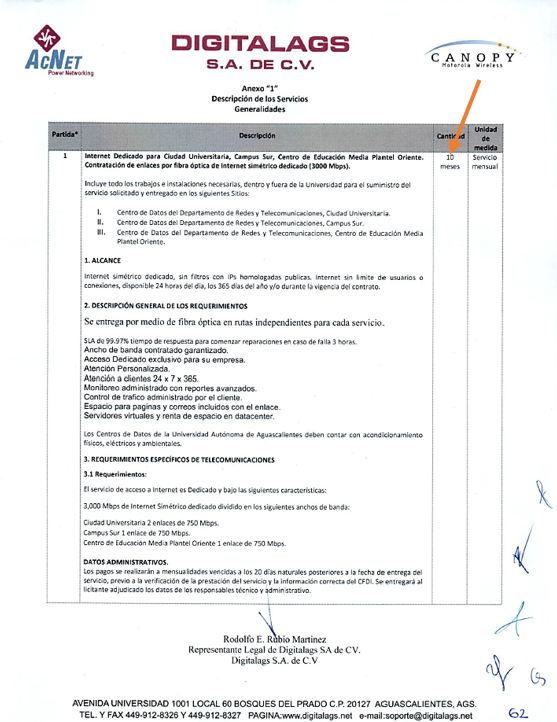 AcNet
Power Networking
DIGITALAGS
S.A. DE C.V.
CANOPY
Motorola Wireless
Anexo "1"
Descripción de los Servicios
Generalidades
Partida* Descripción Cantidad Unidad de medida
1 Internet Dedicado para Ciudad Universitaria, Campus Sur, Centro de Educación Media Plantel Oriente. 10 Servicio
Contratación de enlaces por fibra óptica de Internet simétrico dedicado (3000 Mbps). meses mensual
Incluye todo los trabajos e instalaciones necesarias, dentro y fuera de la Universidad para el suministro del
servicio solicitado y entregado en los siguientes Sitios:
I. Centro de Datos del Departamento de Redes y Telecomunicaciones, Ciudad Universitaria.
II. Centro de Datos del Departamento de Redes y Telecomunicaciones, Campus Sur.
III. Centro de Datos del Departamento de Redes y Telecomunicaciones, Centro de Educación Media
Plantel Oriente.
1. ALCANCE
Internet simétrico dedicado, sin filtros con IPs homologadas publicas. Internet sin limite de usuarios o
conexiones, disponible 24 horas del día, los 365 días del año y/o durante la vigencia del contrato.
2. DESCRIPCIÓN GENERAL DE LOS REQUERIMIENTOS
Se entrega por medio de fibra óptica en rutas independientes para cada servicio.
SLA de 99.97% tiempo de respuesta para comenzar reparaciones en caso de falla 3 horas.
Ancho de banda contratado garantizado.
Acceso Dedicado exclusivo para su empresa.
Atención Personalizada.
Atención a clientes 24 x 7 x 365.
Monitoreo administrado con reportes avanzados.
Control de trafico administrado por el cliente.
Espacio para paginas y correos incluidos con el enlace.
Servidores virtuales y renta de espacio en datacenter.
Los Centros de Datos de la Universidad Autónoma de Aguascalientes deben contar con acondicionamiento
físicos, eléctricos y ambientales.
3. REQUERIMIENTOS ESPECÍFICOS DE TELECOMUNICACIONES
3.1 Requerimientos:
El servicio de acceso a Internet es Dedicado y bajo las siguientes características:
3,000 Mbps de Internet Simétrico dedicado dividido en los siguientes anchos de banda:
Ciudad Universitaria 2 enlaces de 750 Mbps.
Campus Sur 1 enlace de 750 Mbps.
Centro de Educación Media Plantel Oriente 1 enlace de 750 Mbps.
DATOS ADMINISTRATIVOS.
Los pagos se realizarán a mensualidades vencidas a los 20 días naturales posteriores a la fecha de entrega del
servicio, previo a la verificación de la prestación del servicio y la información correcta del CFDI. Se entregará al
licitante adjudicado los datos de los responsables técnico y administrativo.
Rodolfo E. Rubio Martinez
Representante Legal de Digitalags SA de CV.
Digitalags S.A. de C.V
AVENIDA UNIVERSIDAD 1001 LOCAL 60 BOSQUES DEL PRADO C.P. 20127 AGUASCALIENTES, AGS.
TEL. Y FAX 449-912-8326 Y 449-912-8327 PAGINA:www.digitalags.net e-mail:soporte@digitalags.net
62